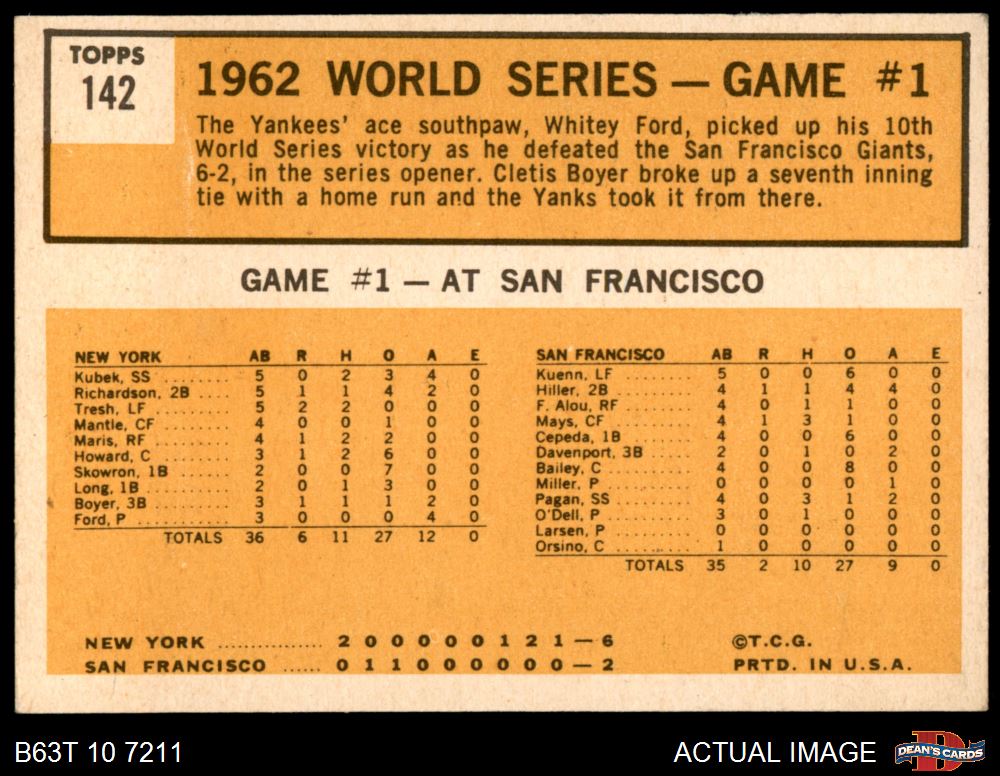 TOPPS
142
1962 WORLD SERIES — GAME #1
The Yankees' ace southpaw, Whitey Ford, picked up his 10th
World Series victory as he defeated the San Francisco Giants,
6-2, in the series opener. Cletis Boyer broke up a seventh inning
tie with a home run and the Yanks took it from there.
GAME #1 — AT SAN FRANCISCO
NEW YORK AB R H O A E
Kubek, SS ........ 5 0 2 3 4 0
Richardson, 2B .... 5 1 1 4 2 0
Tresh, LF ......... 5 2 2 0 0 0
Mantle, CF ........ 4 0 0 1 0 0
Maris, RF ......... 4 1 2 2 0 0
Howard, C ........ 3 1 2 6 0 0
Skowron, 1B ...... 2 0 0 7 0 0
Long, 1B .......... 2 0 1 3 0 0
Boyer, 3B ......... 3 1 1 1 2 0
Ford, P ........... 3 0 0 0 4 0
TOTALS 36 6 11 27 12 0
SAN FRANCISCO AB R H O A E
Kuenn, LF ......... 5 0 0 6 0 0
Hiller, 2B ......... 4 1 1 4 4 0
F. Alou, RF ....... 4 0 1 1 0 0
Mays, CF .......... 4 1 3 1 0 0
Cepeda, 1B ....... 4 0 0 6 0 0
Davenport, 3B .... 2 0 1 0 2 0
Bailey, C .......... 4 0 0 8 0 0
Miller, P .......... 0 0 0 0 1 0
Pagan, SS ........ 4 0 3 1 2 0
O'Dell, P .......... 3 0 1 0 0 0
Larsen, P ......... 0 0 0 0 0 0
Orsino, C ......... 1 0 0 0 0 0
TOTALS 35 2 10 27 9 0
NEW YORK .............. 2 0 0 0 0 0 1 2 1 — 6
SAN FRANCISCO ...... 0 1 1 0 0 0 0 0 0 — 2
©T.C.G.
PRTD. IN U.S.A.
B63T 10 7211
ACTUAL IMAGE
DEAN'S CARDS